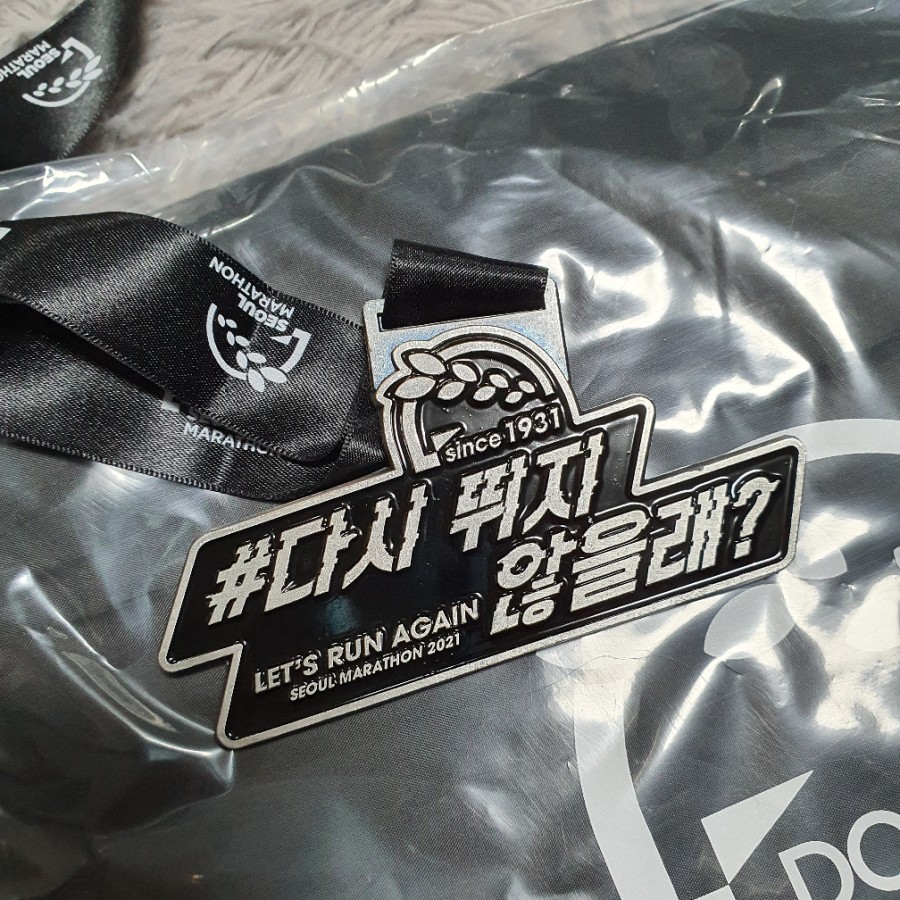 SEOUL
MARATHON
SEOUL
MARATHON
MARATHON
since 1931
#다시 뛰지
않을래?
LET'S RUN AGAIN
SEOUL MARATHON 2021